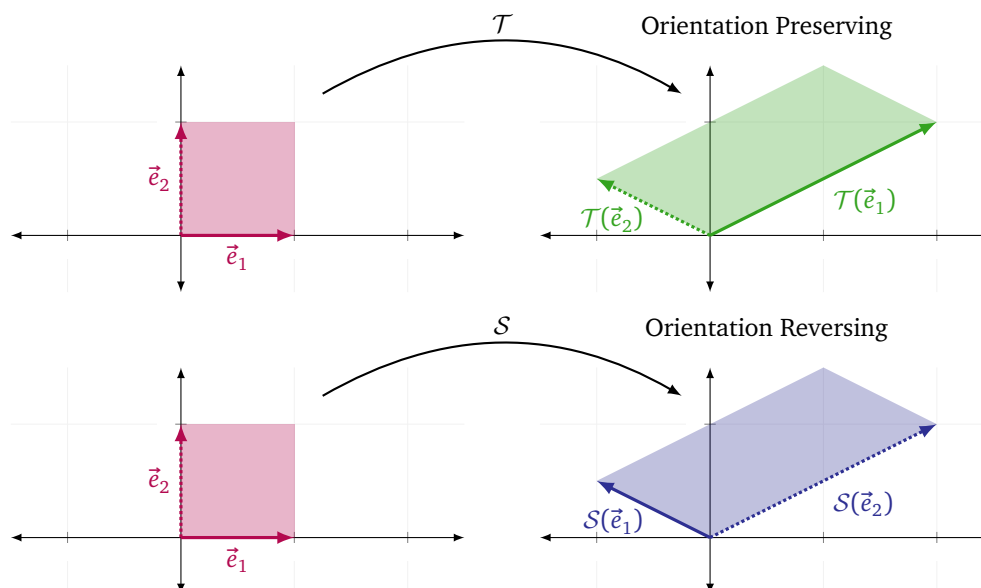 𝒯
Orientation Preserving
e⃗₂
e⃗₁
𝒯(e⃗₂)
𝒯(e⃗₁)
𝒮
Orientation Reversing
e⃗₂
e⃗₁
𝒮(e⃗₁)
𝒮(e⃗₂)